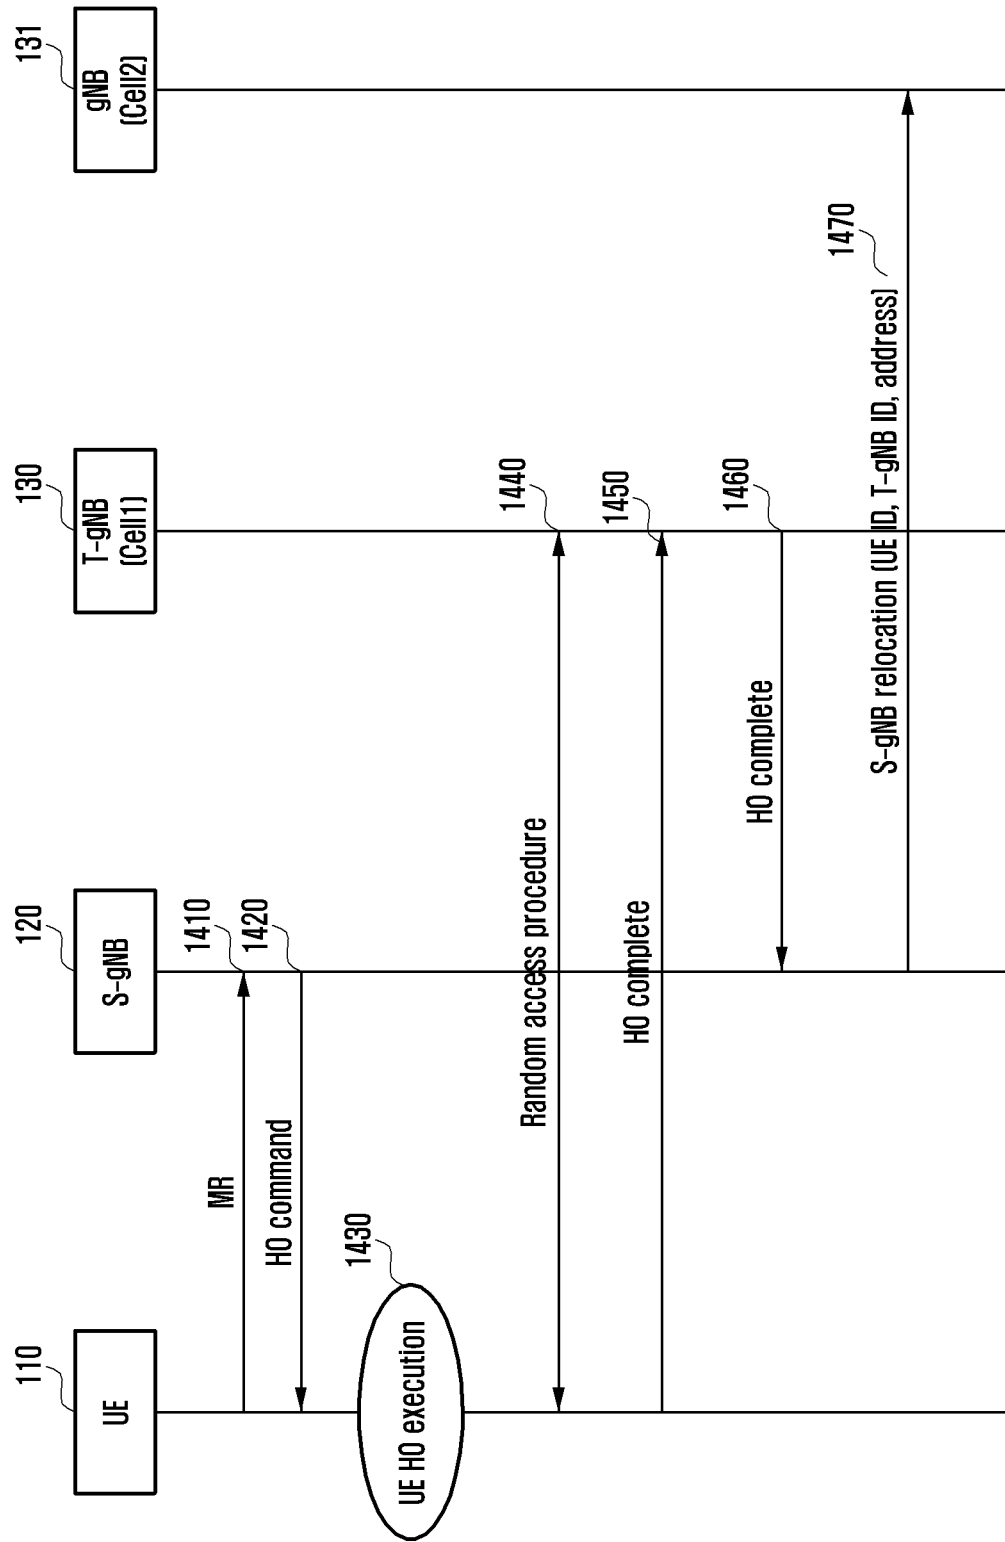 110
UE
120
S-gNB
130
T-gNB
(Cell1)
131
gNB
(Cell2)
MR
1410
HO command
1420
UE HO execution
1430
Random access procedure
1440
HO complete
1450
HO complete
1460
S-gNB relocation (UE ID, T-gNB ID, address)
1470